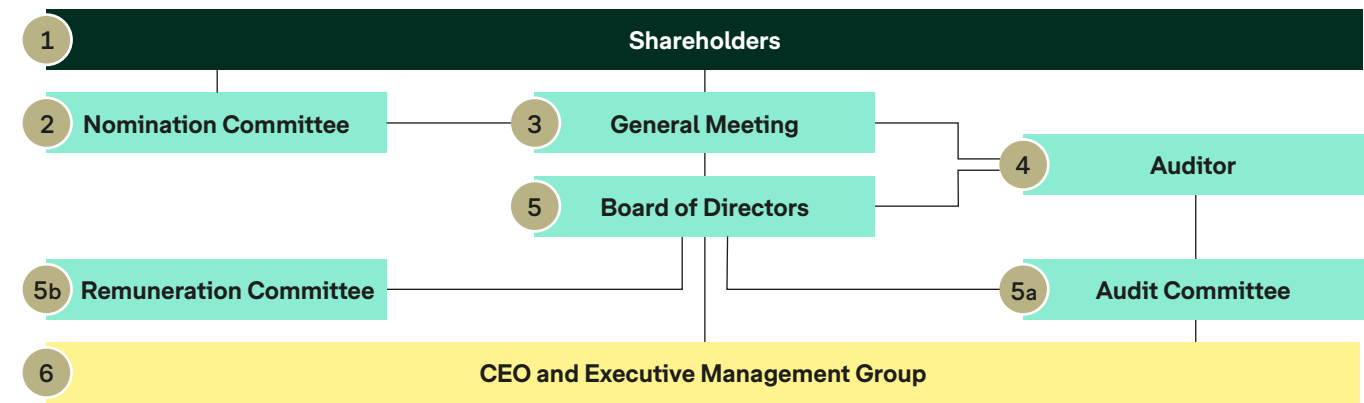 1 Shareholders
2 Nomination Committee
3 General Meeting
4 Auditor
5 Board of Directors
5b Remuneration Committee
5a Audit Committee
6 CEO and Executive Management Group